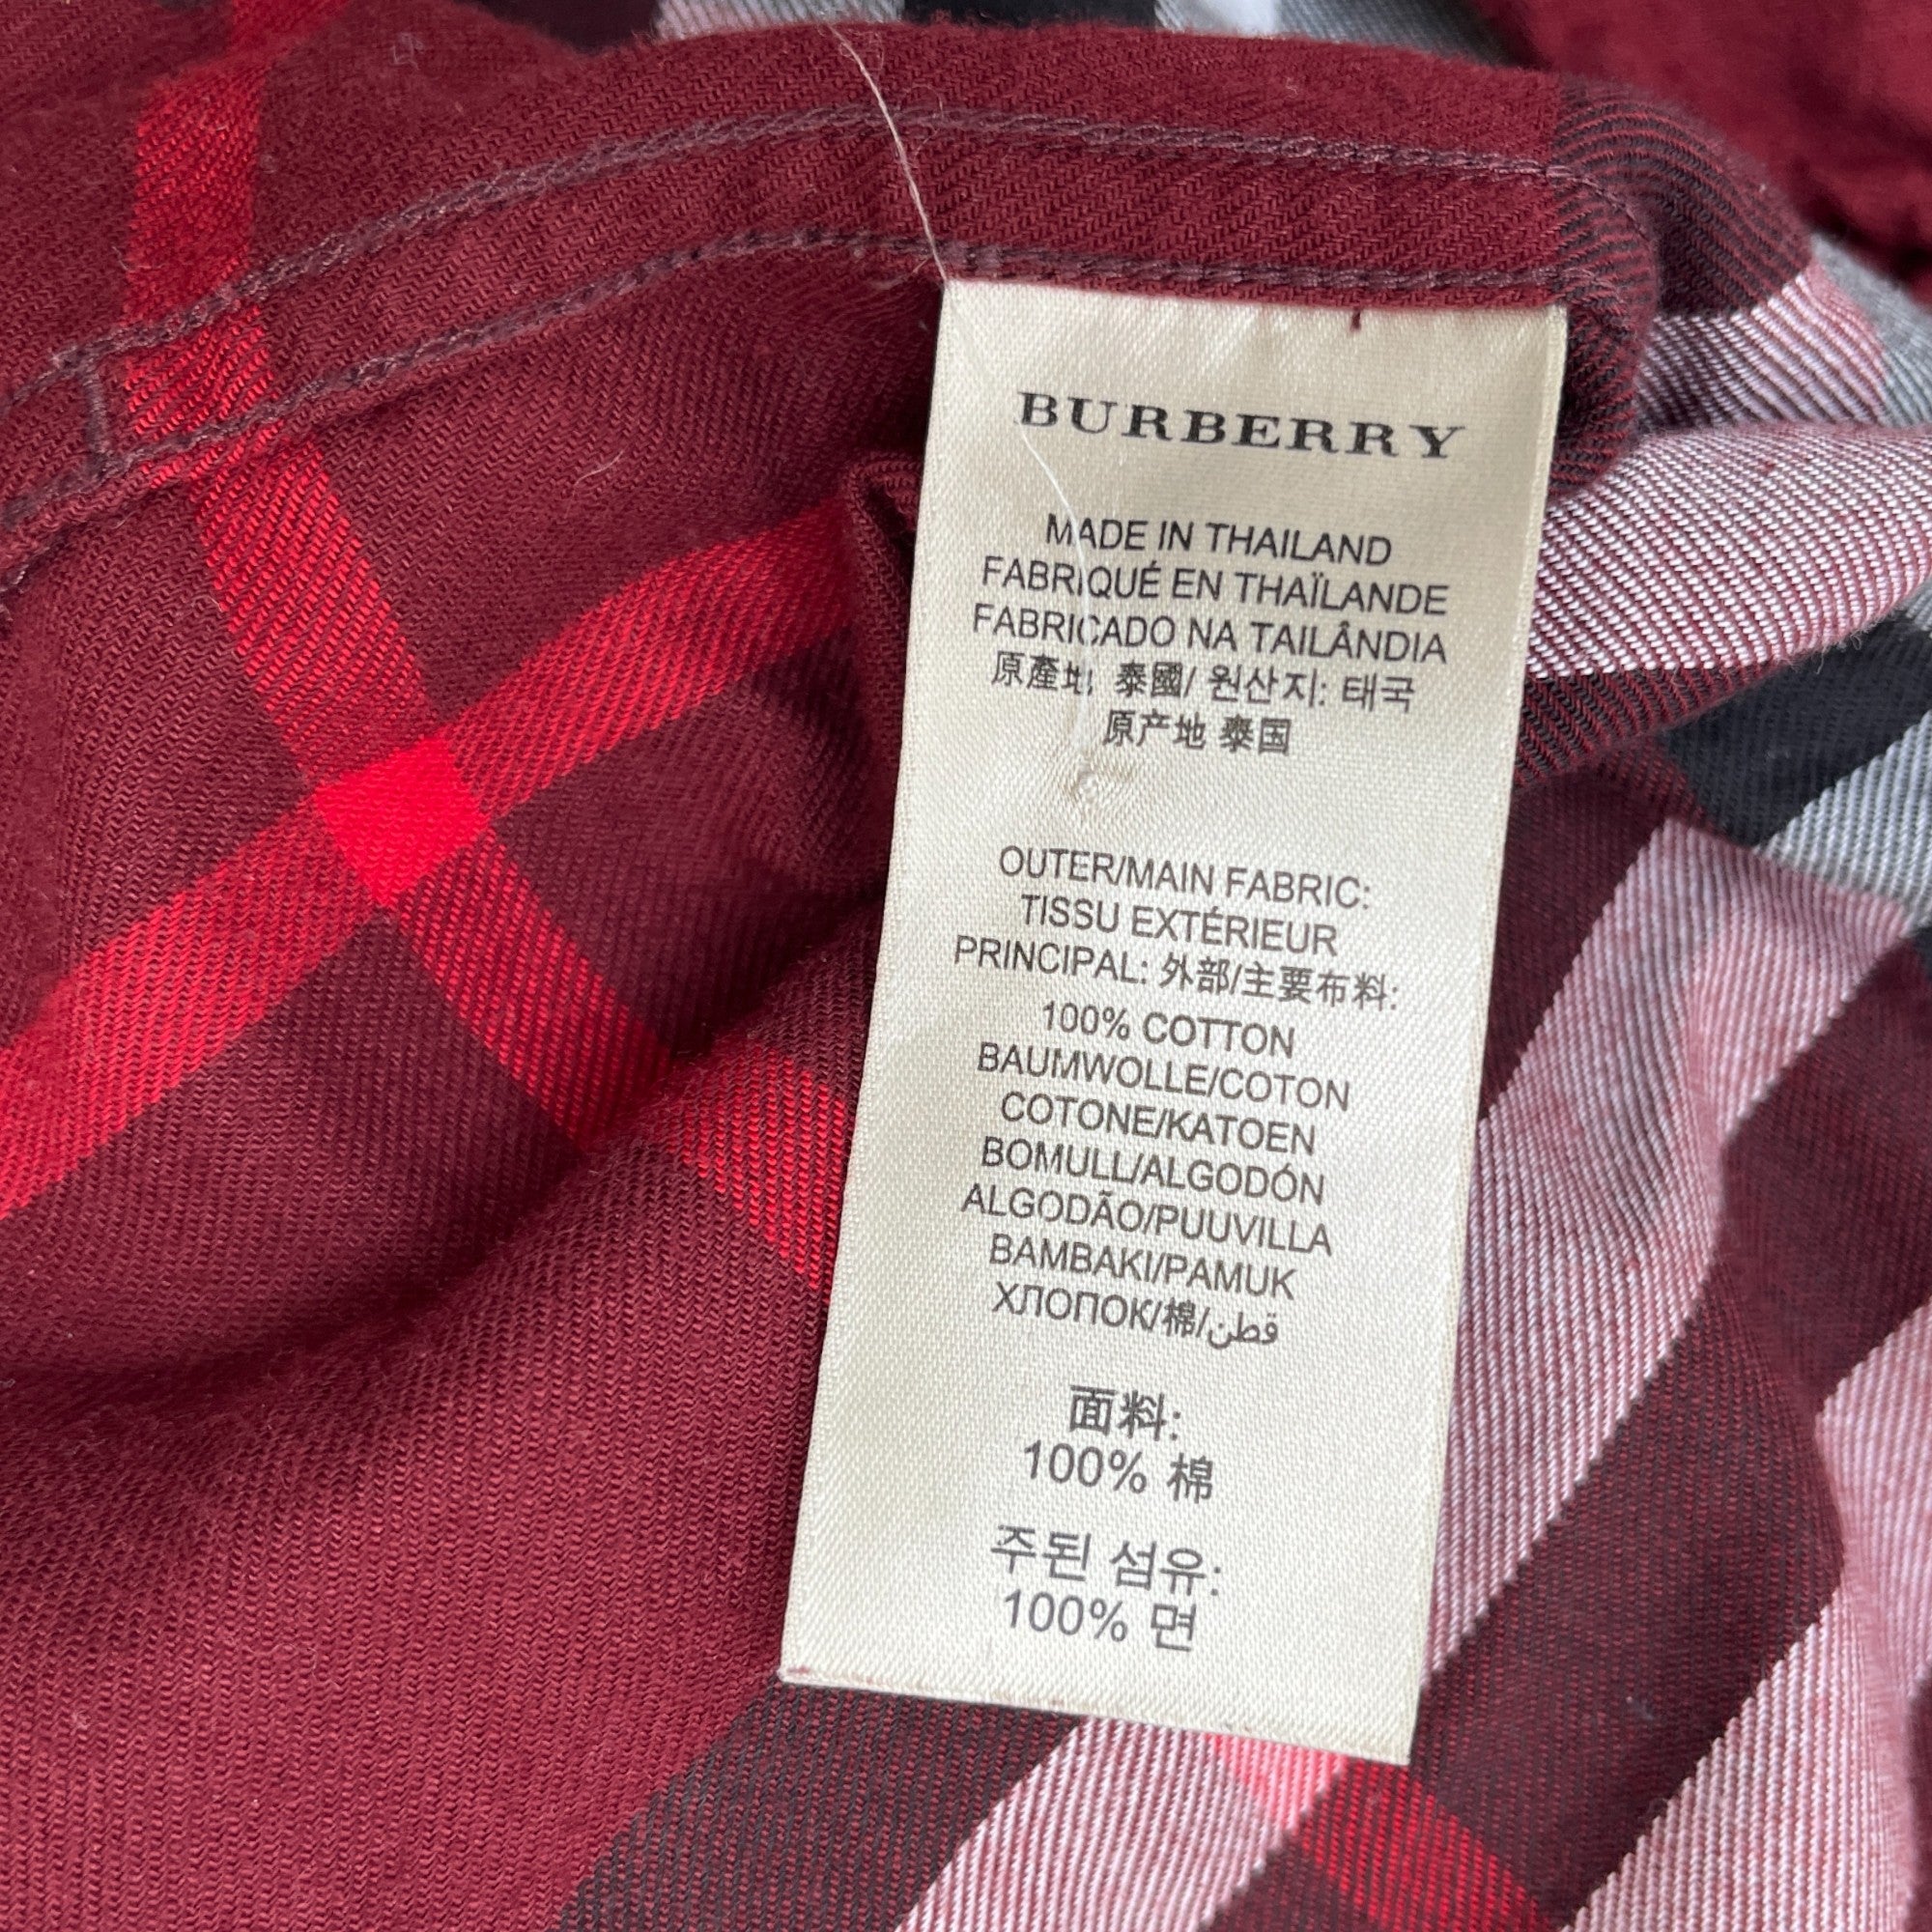 BURBERRY
MADE IN THAILAND
FABRIQUÉ EN THAÏLANDE
FABRICADO NA TAILÂNDIA
原產地 泰國/ 원산지: 태국
原产地 泰国
OUTER/MAIN FABRIC:
TISSU EXTÉRIEUR
PRINCIPAL: 外部/主要布料:
100% COTTON
BAUMWOLLE/COTON
COTONE/KATOEN
BOMULL/ALGODÓN
ALGODÃO/PUUVILLA
BAMBAKI/PAMUK
ХЛОПОК/棉/قطن
面料:
100% 棉
주된 섬유:
100% 면